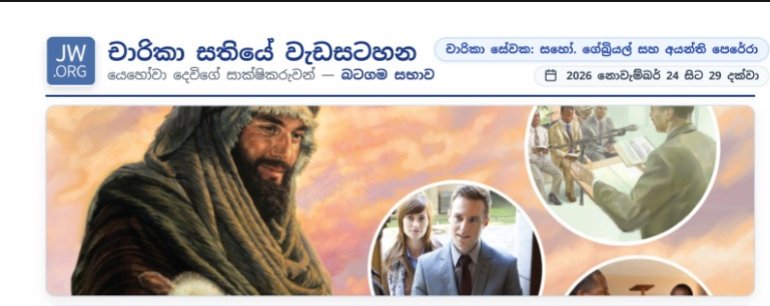 JW
.ORG
චාරිකා සතියේ වැඩසටහන
යෙහෝවා දෙවිගේ සාක්ෂිකරුවන් — බටගම සභාව
චාරිකා සේවක: සහෝ. ගේබ්‍රියල් සහ අයන්ති පෙරේරා
2026 නොවැම්බර් 24 සිට 29 දක්වා